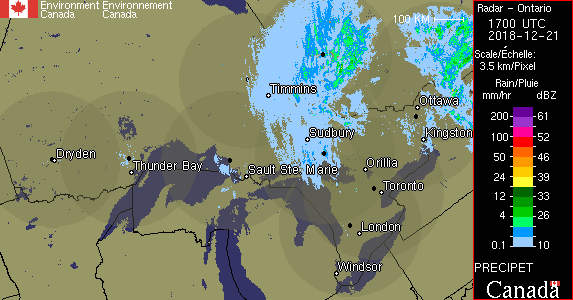 Environment Environnement
Canada Canada
100 KM
Timmins
Ottawa
Sudbury
Kingston
Dryden
Thunder Bay
Sault Ste. Marie
Orillia
Toronto
London
Windsor
Radar - Ontario
1700 UTC
2018-12-21
Scale/Échelle:
3.5 km/Pixel
Rain/Pluie
mm/hr dBZ
200 61
100 52
50 46
24 39
12 33
4 26
1 20
0.1 10
PRECIPET
Canada